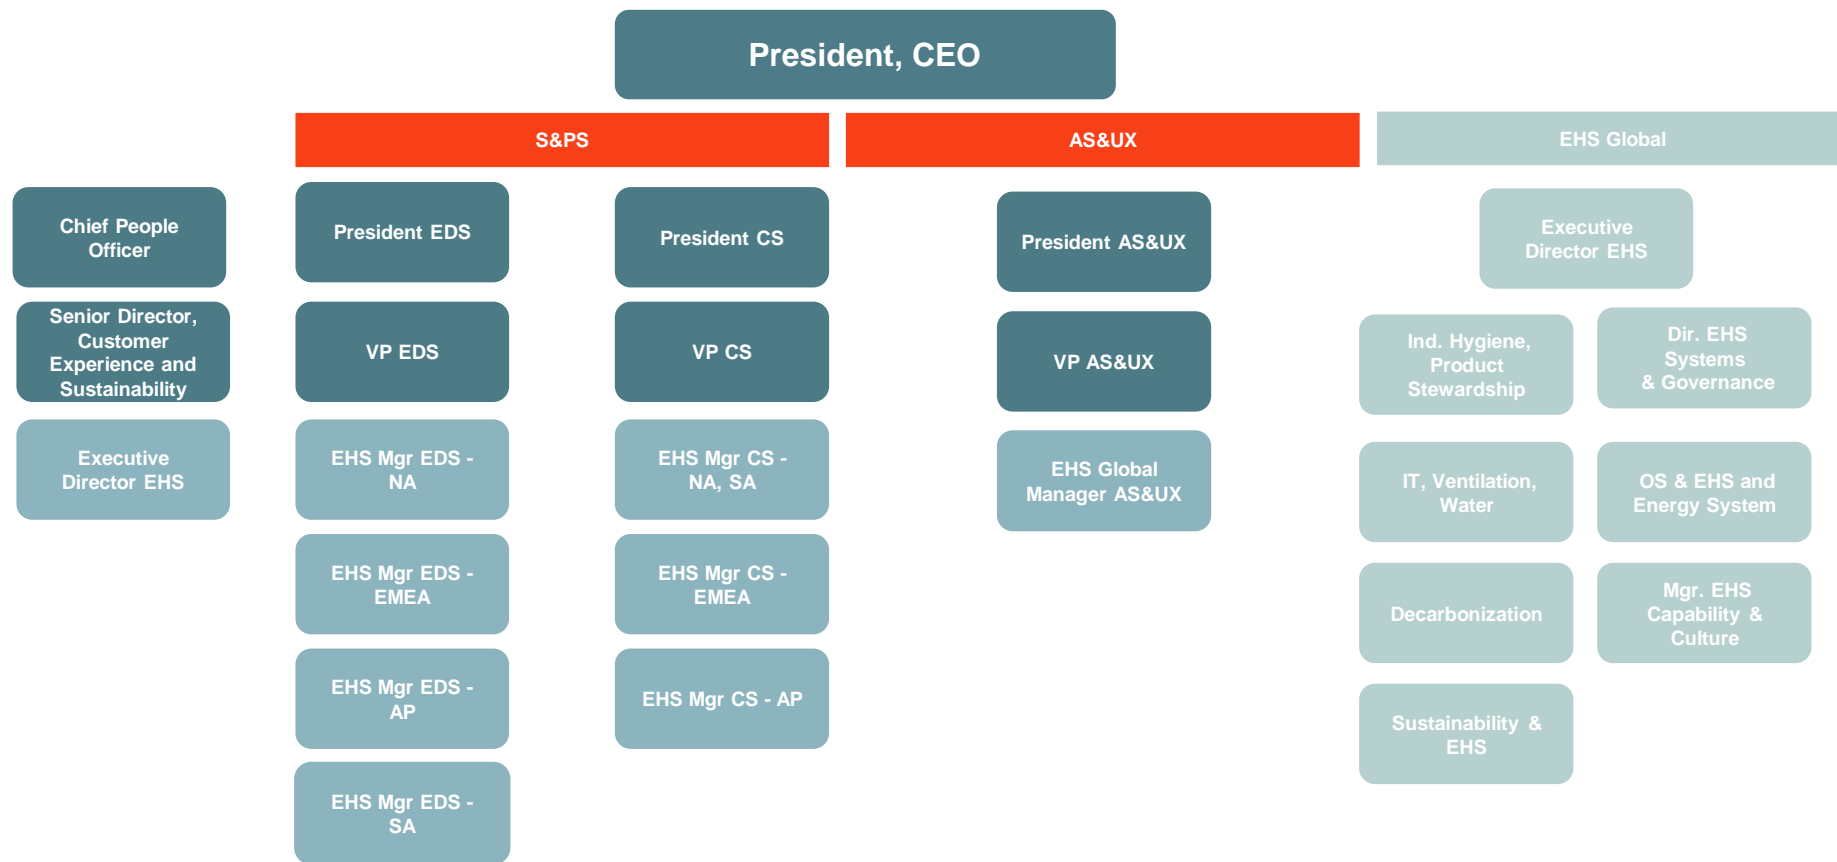 President, CEO
S&PS
AS&UX
EHS Global
Chief People
Officer
Senior Director,
Customer
Experience and
Sustainability
Executive
Director EHS
President EDS
VP EDS
EHS Mgr EDS -
NA
EHS Mgr EDS -
EMEA
EHS Mgr EDS -
AP
EHS Mgr EDS -
SA
President CS
VP CS
EHS Mgr CS -
NA, SA
EHS Mgr CS -
EMEA
EHS Mgr CS - AP
President AS&UX
VP AS&UX
EHS Global
Manager AS&UX
Executive
Director EHS
Ind. Hygiene,
Product
Stewardship
Dir. EHS
Systems
& Governance
IT, Ventilation,
Water
OS & EHS and
Energy System
Decarbonization
Mgr. EHS
Capability &
Culture
Sustainability &
EHS